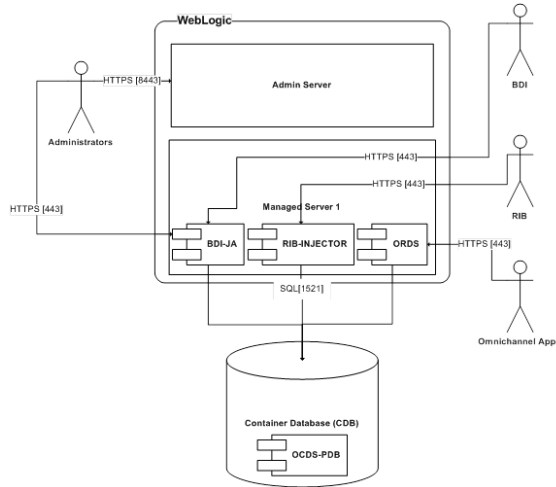 WebLogic
BDI
HTTPS [8443]
Admin Server
Administrators
HTTPS [443]
HTTPS [443]
RIB
HTTPS [443]
Managed Server 1
BDI-JA
RIB-INJECTOR
ORDS
HTTPS [443]
SQL[1521]
Omnichannel App
Container Database (CDB)
OCDS-PDB